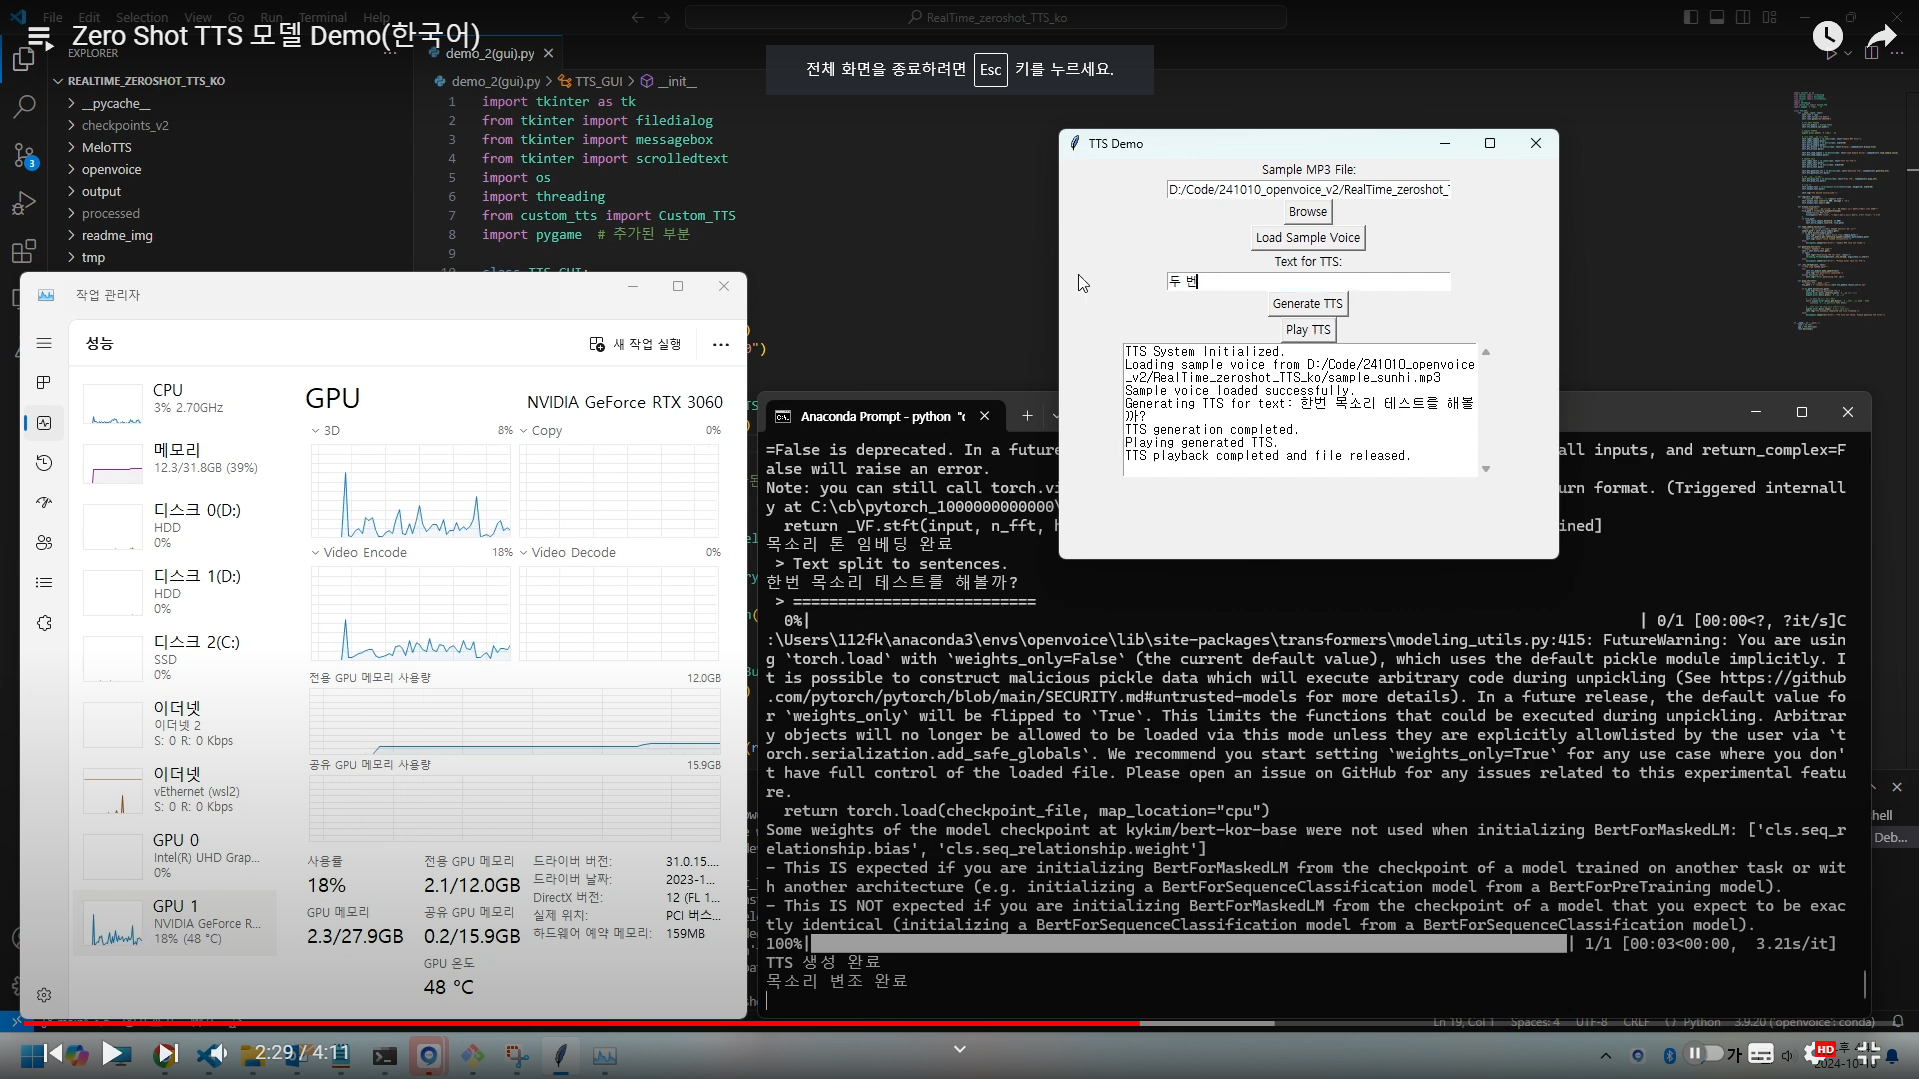 File Edit Selection View Go Run Terminal Help
RealTime_zeroshot_TTS_ko
Zero Shot TTS 모델 Demo(한국어)
EXPLORER
demo_2(gui).py
전체 화면을 종료하려면 Esc 키를 누르세요.
REALTIME_ZEROSHOT_TTS_KO
demo_2(gui).py > TTS_GUI > __init__
__pycache__
checkpoints_v2
MeloTTS
openvoice
output
processed
readme_img
tmp
3
1 import tkinter as tk
2 from tkinter import filedialog
3 from tkinter import messagebox
4 from tkinter import scrolledtext
5 import os
6 import threading
7 from custom_tts import Custom_TTS
8 import pygame # 추가된 부분
9
10 class TTS_GUI:
TTS Demo
Sample MP3 File:
D:/Code/241010_openvoice_v2/RealTime_zeroshot_
Browse
Load Sample Voice
Text for TTS:
두 번
Generate TTS
Play TTS
TTS System Initialized.
Loading sample voice from D:/Code/241010_openvoice
_v2/RealTime_zeroshot_TTS_ko/sample_sunhi.mp3
Sample voice loaded successfully.
Generating TTS for text: 한번 목소리 테스트를 해볼
까?
TTS generation completed.
Playing generated TTS.
TTS playback completed and file released.
작업 관리자
성능
새 작업 실행
CPU
3% 2.70GHz
메모리
12.3/31.8GB (39%)
디스크 0(D:)
HDD
0%
디스크 1(D:)
HDD
0%
디스크 2(C:)
SSD
0%
이더넷
이더넷 2
S: 0 R: 0 Kbps
이더넷
vEthernet (wsl2)
S: 0 R: 0 Kbps
GPU 0
Intel(R) UHD Grap...
0%
GPU 1
NVIDIA GeForce R...
18% (48 °C)
GPU
NVIDIA GeForce RTX 3060
3D 8% Copy 0%
Video Encode 18% Video Decode 0%
전용 GPU 메모리 사용량 12.0GB
공유 GPU 메모리 사용량 15.9GB
사용률
18%
전용 GPU 메모리
2.1/12.0GB
GPU 메모리
2.3/27.9GB
공유 GPU 메모리
0.2/15.9GB
GPU 온도
48 °C
드라이버 버전: 31.0.15....
드라이버 날짜: 2023-1...
DirectX 버전: 12 (FL 1...
실제 위치: PCI 버스...
하드웨어 예약 메모리: 159MB
Anaconda Prompt - python "c
=False is deprecated. In a future all inputs, and return_complex=F
alse will raise an error.
Note: you can still call torch.vi urn format. (Triggered internall
y at C:\cb\pytorch_1000000000000\
return _VF.stft(input, n_fft, h ined]
목소리 톤 임베딩 완료
> Text split to sentences.
한번 목소리 테스트를 해볼까?
> ===========================
0%| | 0/1 [00:00<?, ?it/s]C
:\Users\112fk\anaconda3\envs\openvoice\lib\site-packages\transformers\modeling_utils.py:415: FutureWarning: You are usin
g `torch.load` with `weights_only=False` (the current default value), which uses the default pickle module implicitly. I
t is possible to construct malicious pickle data which will execute arbitrary code during unpickling (See https://github
.com/pytorch/pytorch/blob/main/SECURITY.md#untrusted-models for more details). In a future release, the default value fo
r `weights_only` will be flipped to `True`. This limits the functions that could be executed during unpickling. Arbitrar
y objects will no longer be allowed to be loaded via this mode unless they are explicitly allowlisted by the user via `t
orch.serialization.add_safe_globals`. We recommend you start setting `weights_only=True` for any use case where you don'
t have full control of the loaded file. Please open an issue on GitHub for any issues related to this experimental featu
re.
return torch.load(checkpoint_file, map_location="cpu")
Some weights of the model checkpoint at kykim/bert-kor-base were not used when initializing BertForMaskedLM: ['cls.seq_r
elationship.bias', 'cls.seq_relationship.weight']
- This IS expected if you are initializing BertForMaskedLM from the checkpoint of a model trained on another task or wit
h another architecture (e.g. initializing a BertForSequenceClassification model from a BertForPreTraining model).
- This IS NOT expected if you are initializing BertForMaskedLM from the checkpoint of a model that you expect to be exac
tly identical (initializing a BertForSequenceClassification model from a BertForSequenceClassification model).
100%| | 1/1 [00:03<00:00, 3.21s/it]
TTS 생성 완료
목소리 변조 완료
hell
Deb...
Ln 19, Col 1 Spaces: 4 UTF-8 CRLF Python 3.9.20 ('openvoice': conda)
2:29 / 4:11
가
HD
2024-10-10